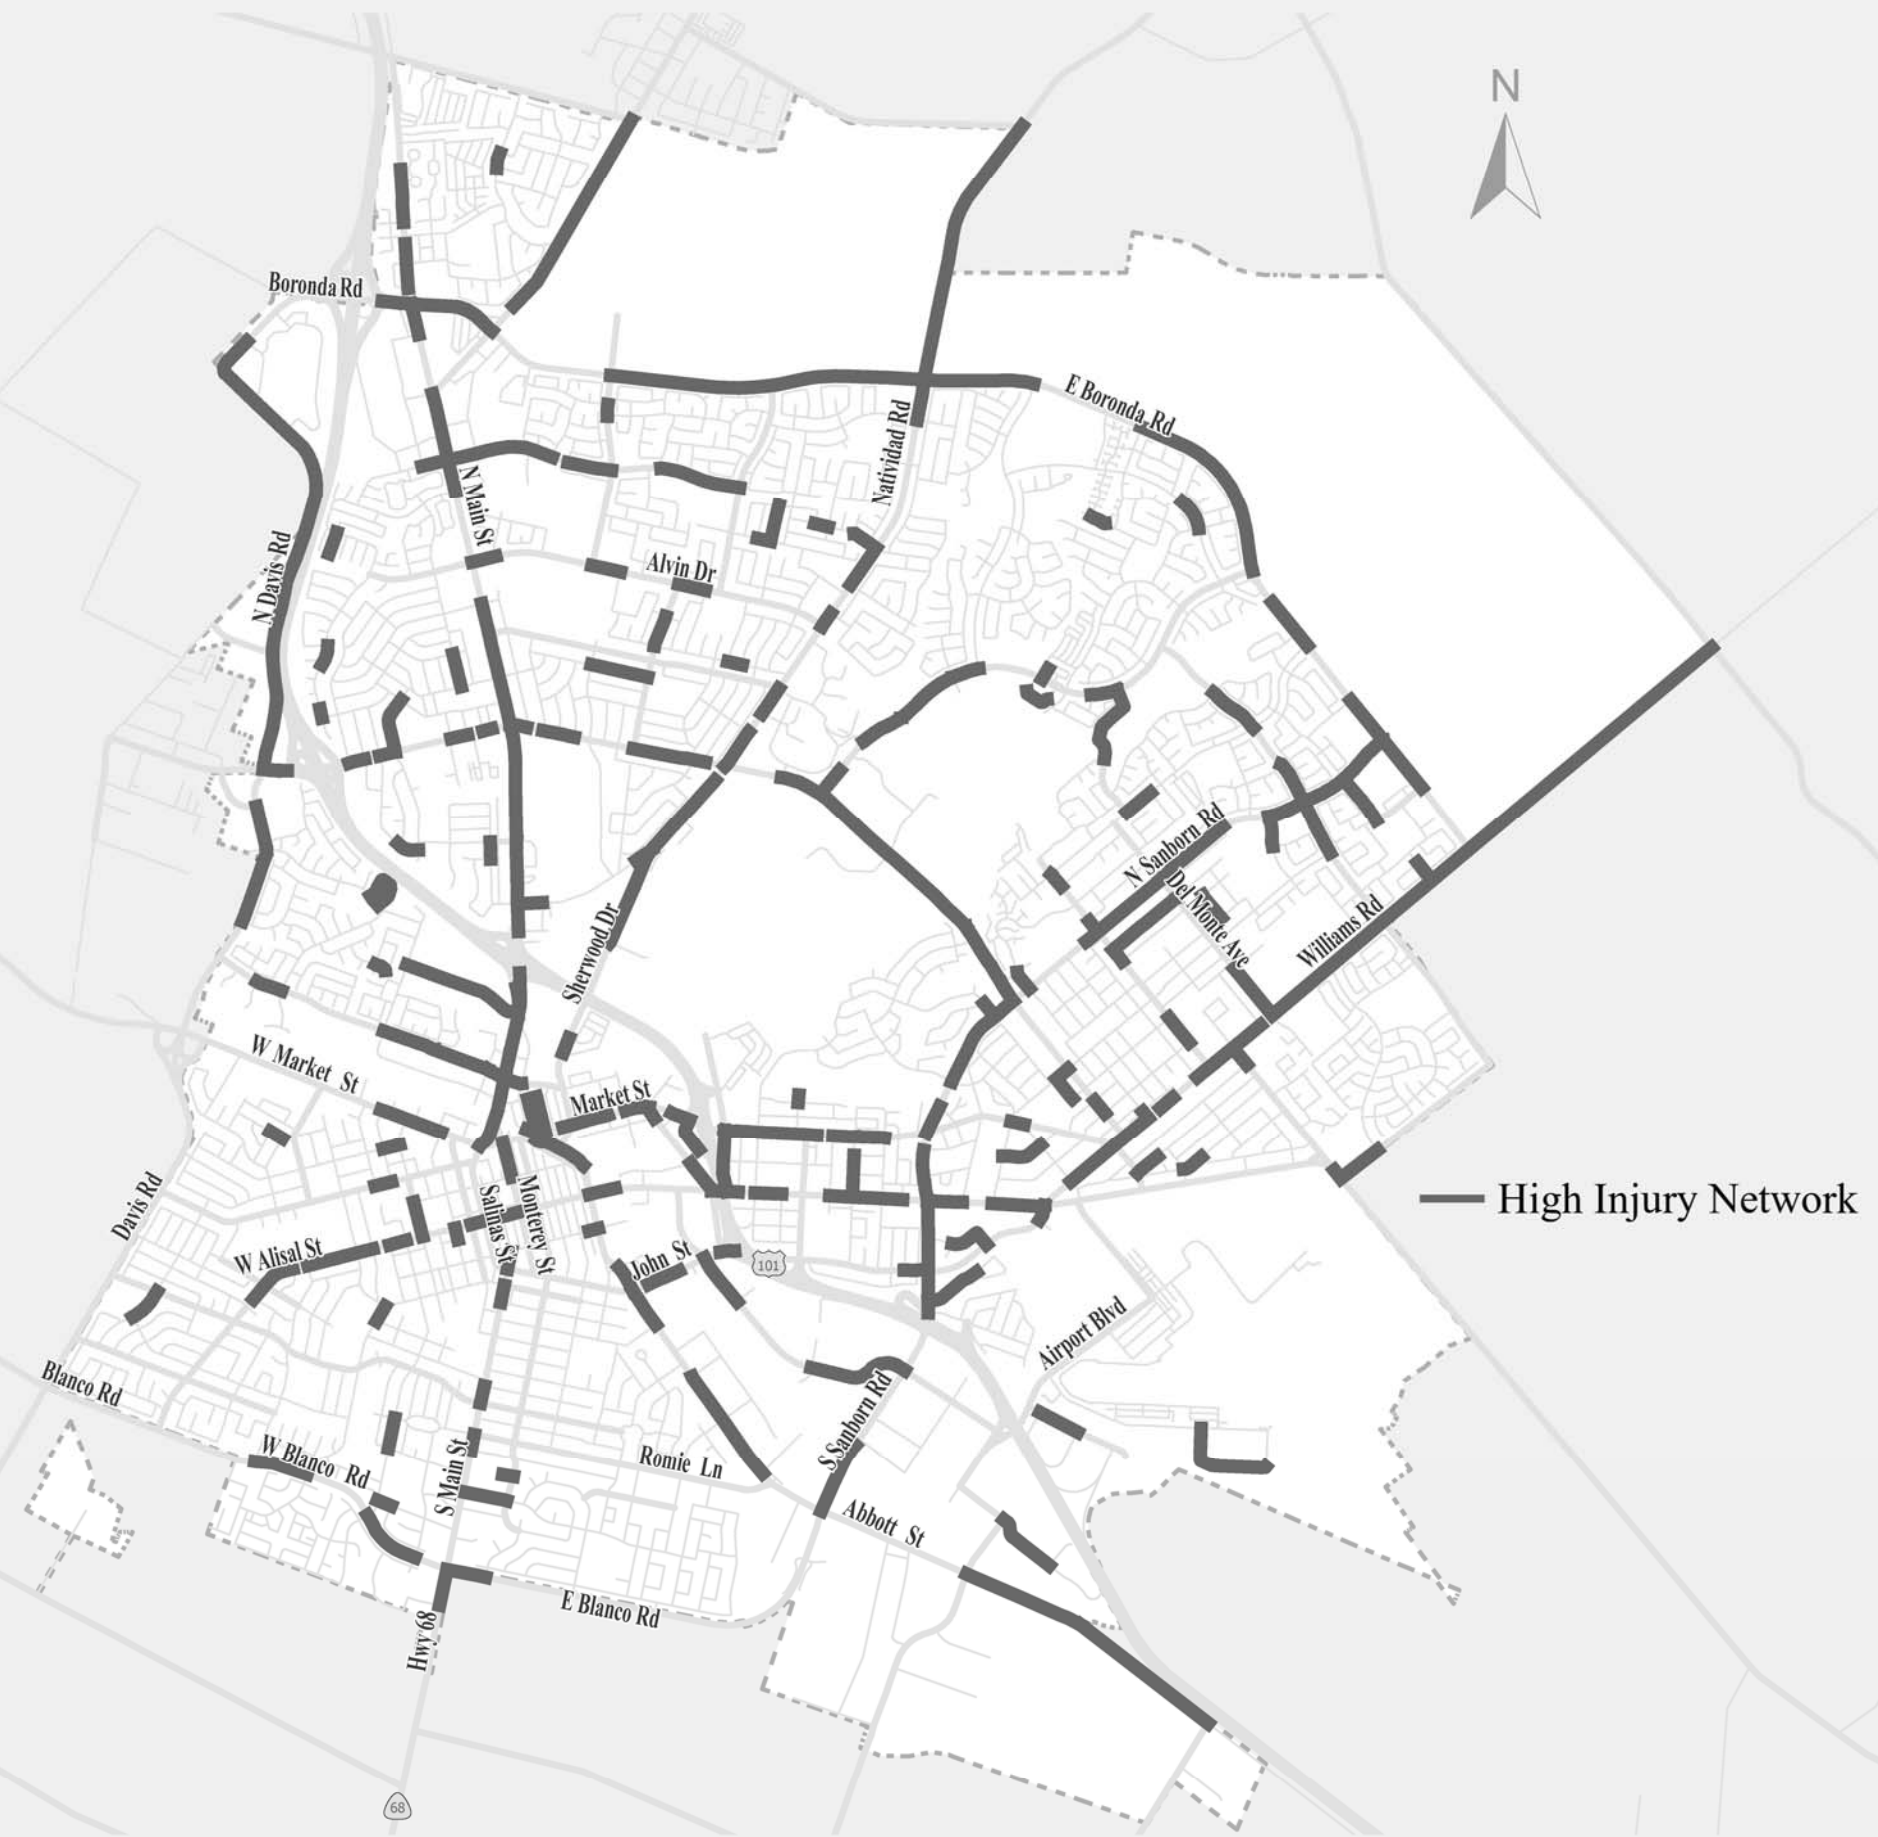 N
Boronda Rd
E Boronda Rd
Natividad Rd
N Main St
N Davis Rd
Alvin Dr
N Sanborn Rd
Del Monte Ave
Williams Rd
Sherwood Dr
W Market St
Market St
High Injury Network
Davis Rd
Salinas St
Monterey St
W Alisal St
John St
101
Airport Blvd
Blanco Rd
W Blanco Rd
S Main St
Romie Ln
S Sanborn Rd
Abbott St
E Blanco Rd
Hwy 68
68